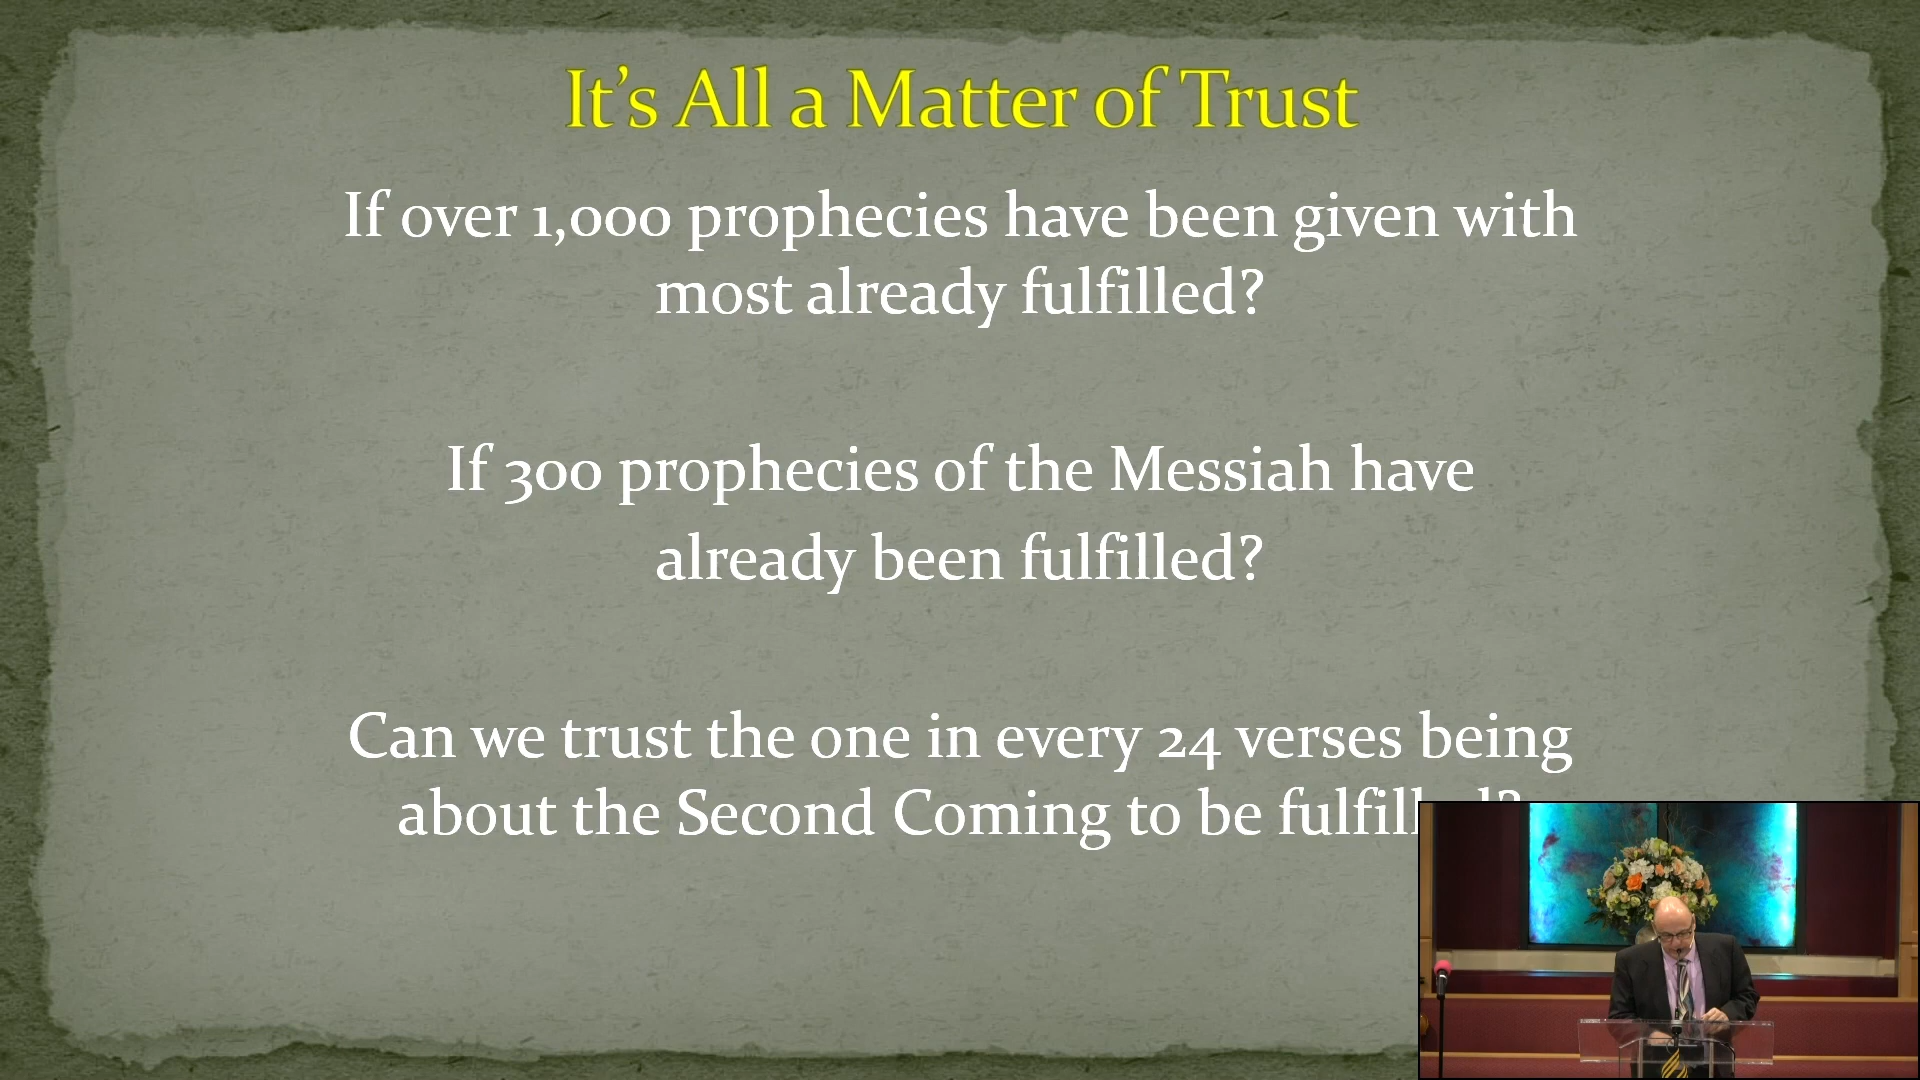 It's All a Matter of Trust
If over 1,000 prophecies have been given with
most already fulfilled?
If 300 prophecies of the Messiah have
already been fulfilled?
Can we trust the one in every 24 verses being
about the Second Coming to be